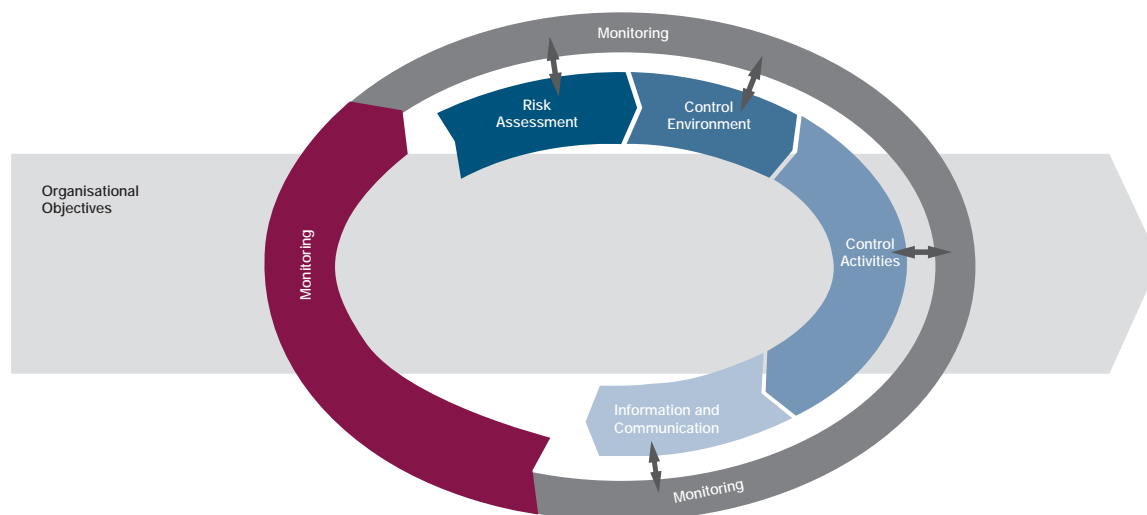 Monitoring
Risk
Assessment
Control
Environment
Organisational
Objectives
Monitoring
Control
Activities
Information and
Communication
Monitoring